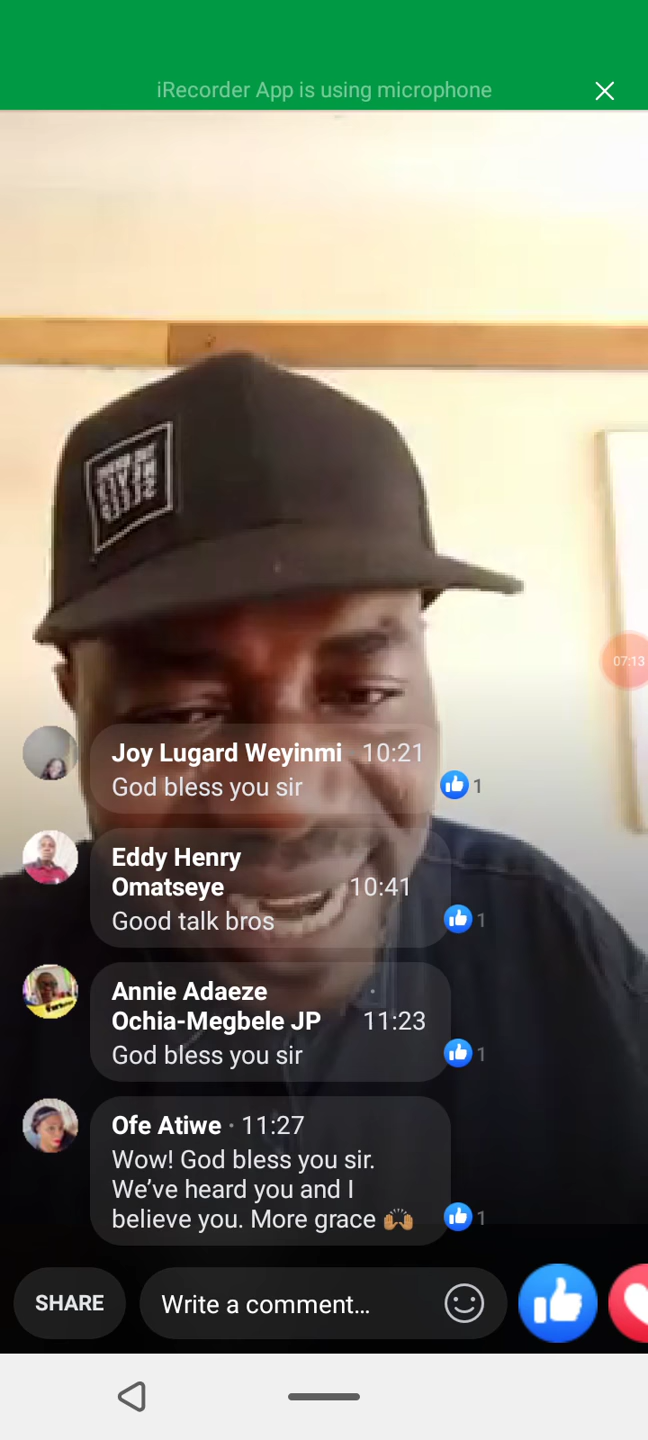 iRecorder App is using microphone
07:13
Joy Lugard Weyinmi 10:21
God bless you sir
1
Eddy Henry
Omatseye 10:41
Good talk bros
1
Annie Adaeze ·
Ochia-Megbele JP 11:23
God bless you sir
1
Ofe Atiwe · 11:27
Wow! God bless you sir.
We’ve heard you and I
believe you. More grace 🙌🏽
1
SHARE
Write a comment...